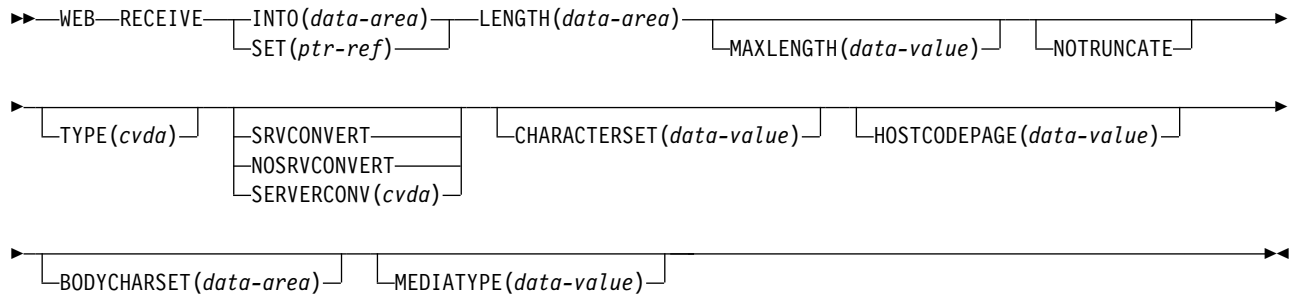 WEB RECEIVE INTO(data-area) LENGTH(data-area)
SET(ptr-ref) MAXLENGTH(data-value) NOTRUNCATE
TYPE(cvda) SRVCONVERT CHARACTERSET(data-value) HOSTCODEPAGE(data-value)
NOSRVCONVERT
SERVERCONV(cvda)
BODYCHARSET(data-area) MEDIATYPE(data-value)